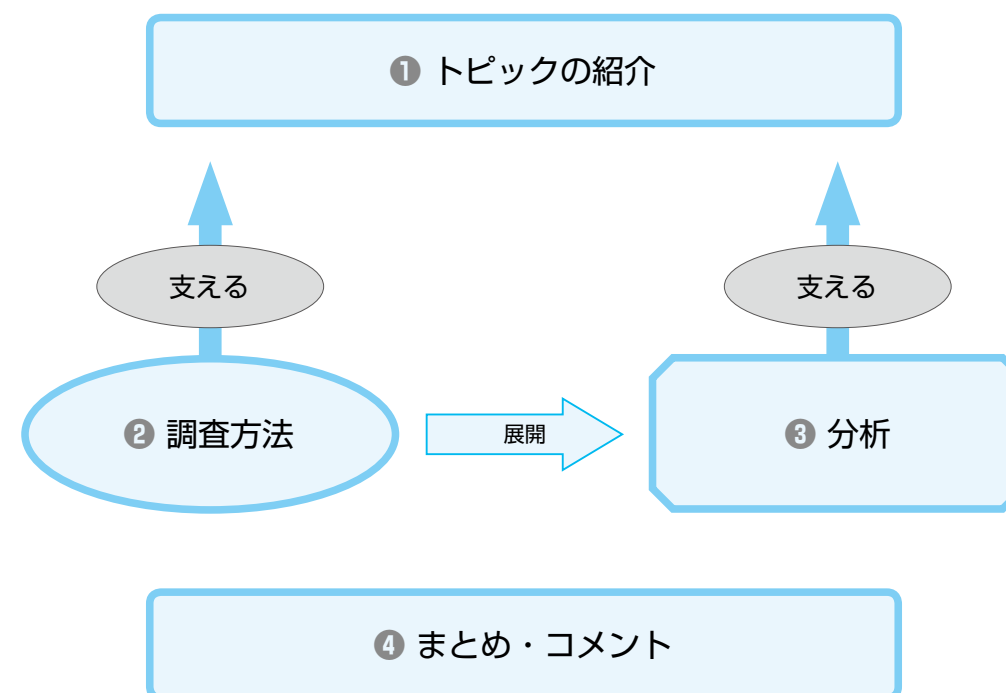 ❶ トピックの紹介
支える
支える
❷ 調査方法
展開
❸ 分析
❹ まとめ・コメント